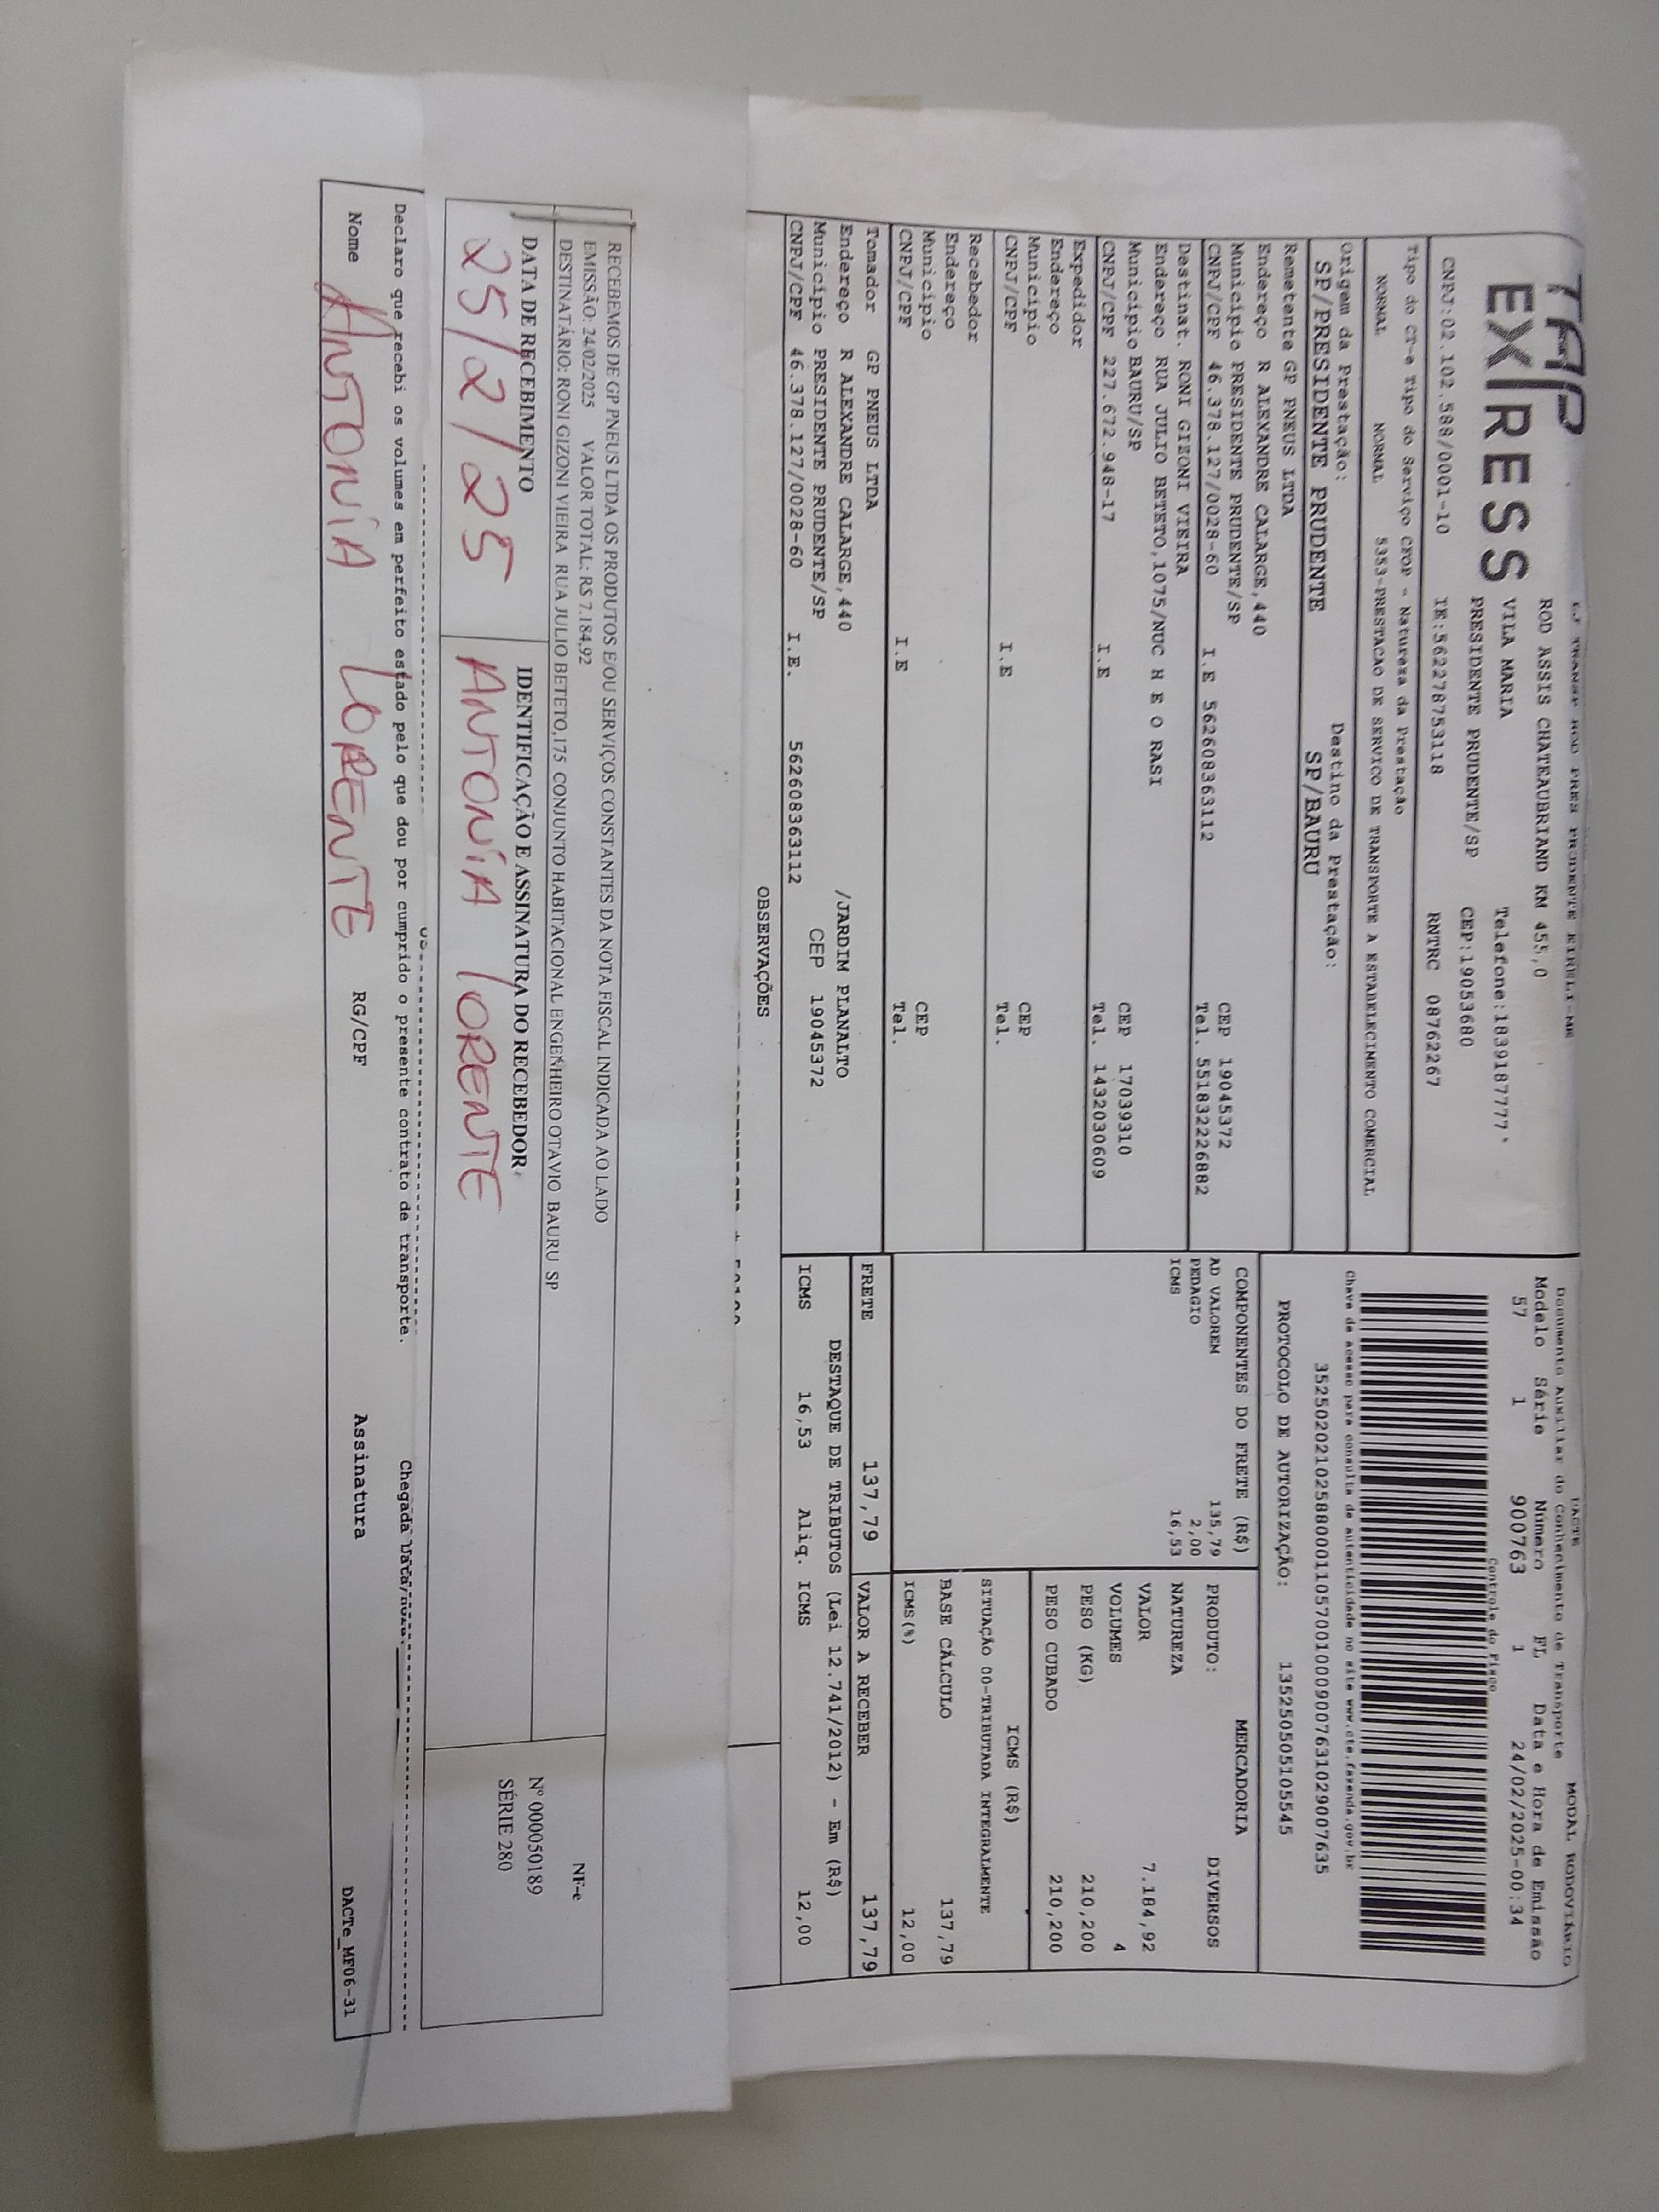 TAP
EX|RESS
ROD ASSIS CHATEAUBRIAND KM 455,0
VILA MARIA Telefone:1839187777
PRESIDENTE PRUDENTE/SP CEP:19053680
CNPJ:02.102.588/0001-10 IE:562278753118 RNTRC 08762267
DACTE MODAL RODOVIÁRIO
Documento Auxiliar do Conhecimento de Transporte
Modelo Série Número FL Data e Hora de Emissão
57 1 900763 1 24/02/2025-00:34
Controle do Fisco
Chave de acesso para consulta de autenticidade no site www.cte.fazenda.gov.br
35250202102588000110570010009007631029007635
PROTOCOLO DE AUTORIZAÇÃO: 135250505105545
Tipo do CT-e Tipo do Serviço CFOP - Natureza da Prestação
NORMAL NORMAL 5353-PRESTACAO DE SERVICO DE TRANSPORTE A ESTABELECIMENTO COMERCIAL
Origem da Prestação: Destino da Prestação:
SP/PRESIDENTE PRUDENTE SP/BAURU
Remetente GP PNEUS LTDA
Endereço R ALEXANDRE CALARGE,440
Município PRESIDENTE PRUDENTE/SP CEP 19045372
CNPJ/CPF 46.378.127/0028-60 I.E 562608363112 Tel. 551832226882
Destinat. RONI GIZONI VIEIRA
Endereço RUA JULIO BETETO,1075/NUC H E O RASI
Município BAURU/SP CEP 17039310
CNPJ/CPF 227.672.948-17 I.E Tel. 1432030609
Expedidor
Endereço
Município CEP
CNPJ/CPF I.E Tel.
Recebedor
Endereço
Município CEP
CNPJ/CPF I.E Tel.
Tomador GP PNEUS LTDA
Endereço R ALEXANDRE CALARGE,440 /JARDIM PLANALTO
Município PRESIDENTE PRUDENTE/SP CEP 19045372
CNPJ/CPF 46.378.127/0028-60 I.E. 562608363112
COMPONENTES DO FRETE (R$)
AD VALOREM 135,79
PEDAGIO 2,00
ICMS 16,53
MERCADORIA
PRODUTO: DIVERSOS
NATUREZA
VALOR 7.184,92
VOLUMES 4
PESO (KG) 210,200
PESO CUBADO 210,200
ICMS (R$)
SITUAÇÃO 00-TRIBUTADA INTEGRALMENTE
BASE CÁLCULO 137,79
ICMS(%) 12,00
FRETE 137,79 VALOR A RECEBER 137,79
DESTAQUE DE TRIBUTOS (Lei 12.741/2012) - Em (R$)
ICMS 16,53 Aliq. ICMS 12,00
OBSERVAÇÕES
RECEBEMOS DE GP PNEUS LTDA OS PRODUTOS E/OU SERVIÇOS CONSTANTES DA NOTA FISCAL INDICADA AO LADO
EMISSÃO: 24/02/2025 VALOR TOTAL: R$ 7.184,92
DESTINATÁRIO: RONI GIZONI VIEIRA RUA JULIO BETETO,175 CONJUNTO HABITACIONAL ENGENHEIRO OTAVIO BAURU SP
NF-e
Nº 000050189
SÉRIE 280
DATA DE RECEBIMENTO IDENTIFICAÇÃO E ASSINATURA DO RECEBEDOR
25/2/25 ANTONIA LORENTE
Declaro que recebi os volumes em perfeito estado pelo que dou por cumprido o presente contrato de transporte. Chegada
Nome ANTONIA LORENTE RG/CPF Assinatura
DACTe_MF06-31